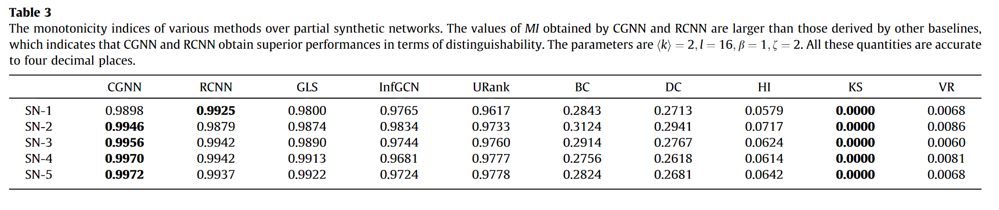 Table 3
The monotonicity indices of various methods over partial synthetic networks. The values of MI obtained by CGNN and RCNN are larger than those derived by other baselines,
which indicates that CGNN and RCNN obtain superior performances in terms of distinguishability. The parameters are ⟨k⟩ = 2, l = 16, β = 1, ζ = 2. All these quantities are accurate
to four decimal places.
CGNN RCNN GLS InfGCN URank BC DC HI KS VR
SN-1 0.9898 0.9925 0.9800 0.9765 0.9617 0.2843 0.2713 0.0579 0.0000 0.0068
SN-2 0.9946 0.9879 0.9874 0.9834 0.9733 0.3124 0.2941 0.0717 0.0000 0.0086
SN-3 0.9956 0.9942 0.9890 0.9744 0.9760 0.2914 0.2767 0.0624 0.0000 0.0060
SN-4 0.9970 0.9942 0.9913 0.9681 0.9777 0.2756 0.2618 0.0614 0.0000 0.0081
SN-5 0.9972 0.9937 0.9922 0.9724 0.9778 0.2824 0.2681 0.0642 0.0000 0.0068